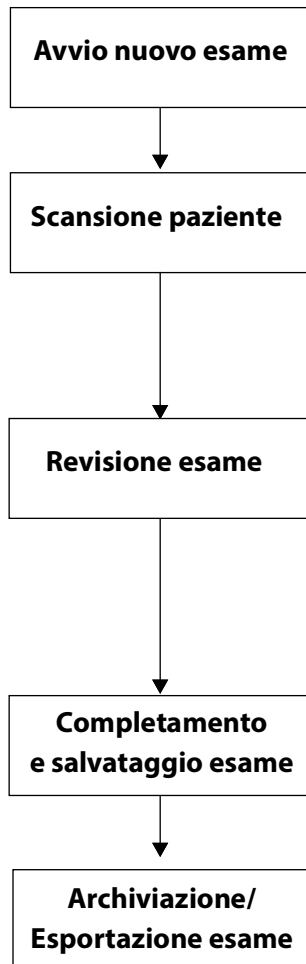 Avvio nuovo esame
Scansione paziente
Revisione esame
Completamento
e salvataggio esame
Archiviazione/
Esportazione esame